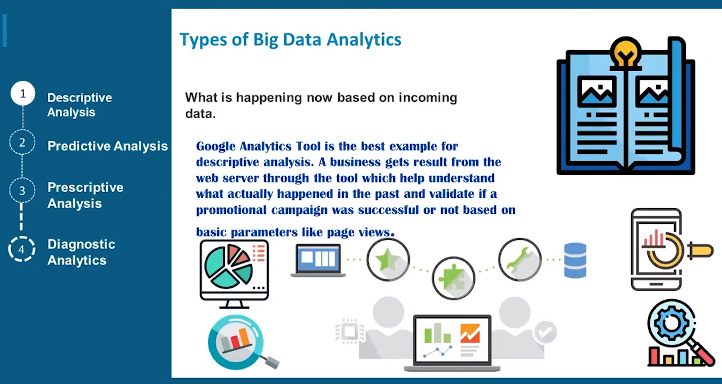 Types of Big Data Analytics
1
Descriptive
Analysis
2
Predictive Analysis
3
Prescriptive
Analysis
4
Diagnostic
Analytics
What is happening now based on incoming
data.
Google Analytics Tool is the best example for
descriptive analysis. A business gets result from the
web server through the tool which help understand
what actually happened in the past and validate if a
promotional campaign was successful or not based on
basic parameters like page views.